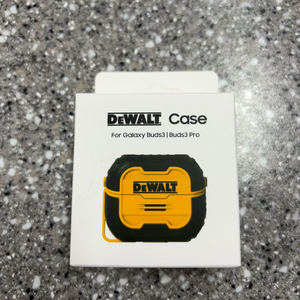 DEWALT Case
For Galaxy Buds3 | Buds3 Pro
DEWALT